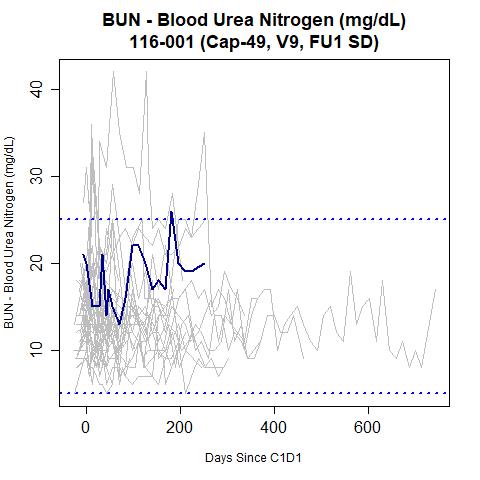 BUN - Blood Urea Nitrogen (mg/dL)
116-001 (Cap-49, V9, FU1 SD)
BUN - Blood Urea Nitrogen (mg/dL)
40
30
20
10
0
200
400
600
Days Since C1D1